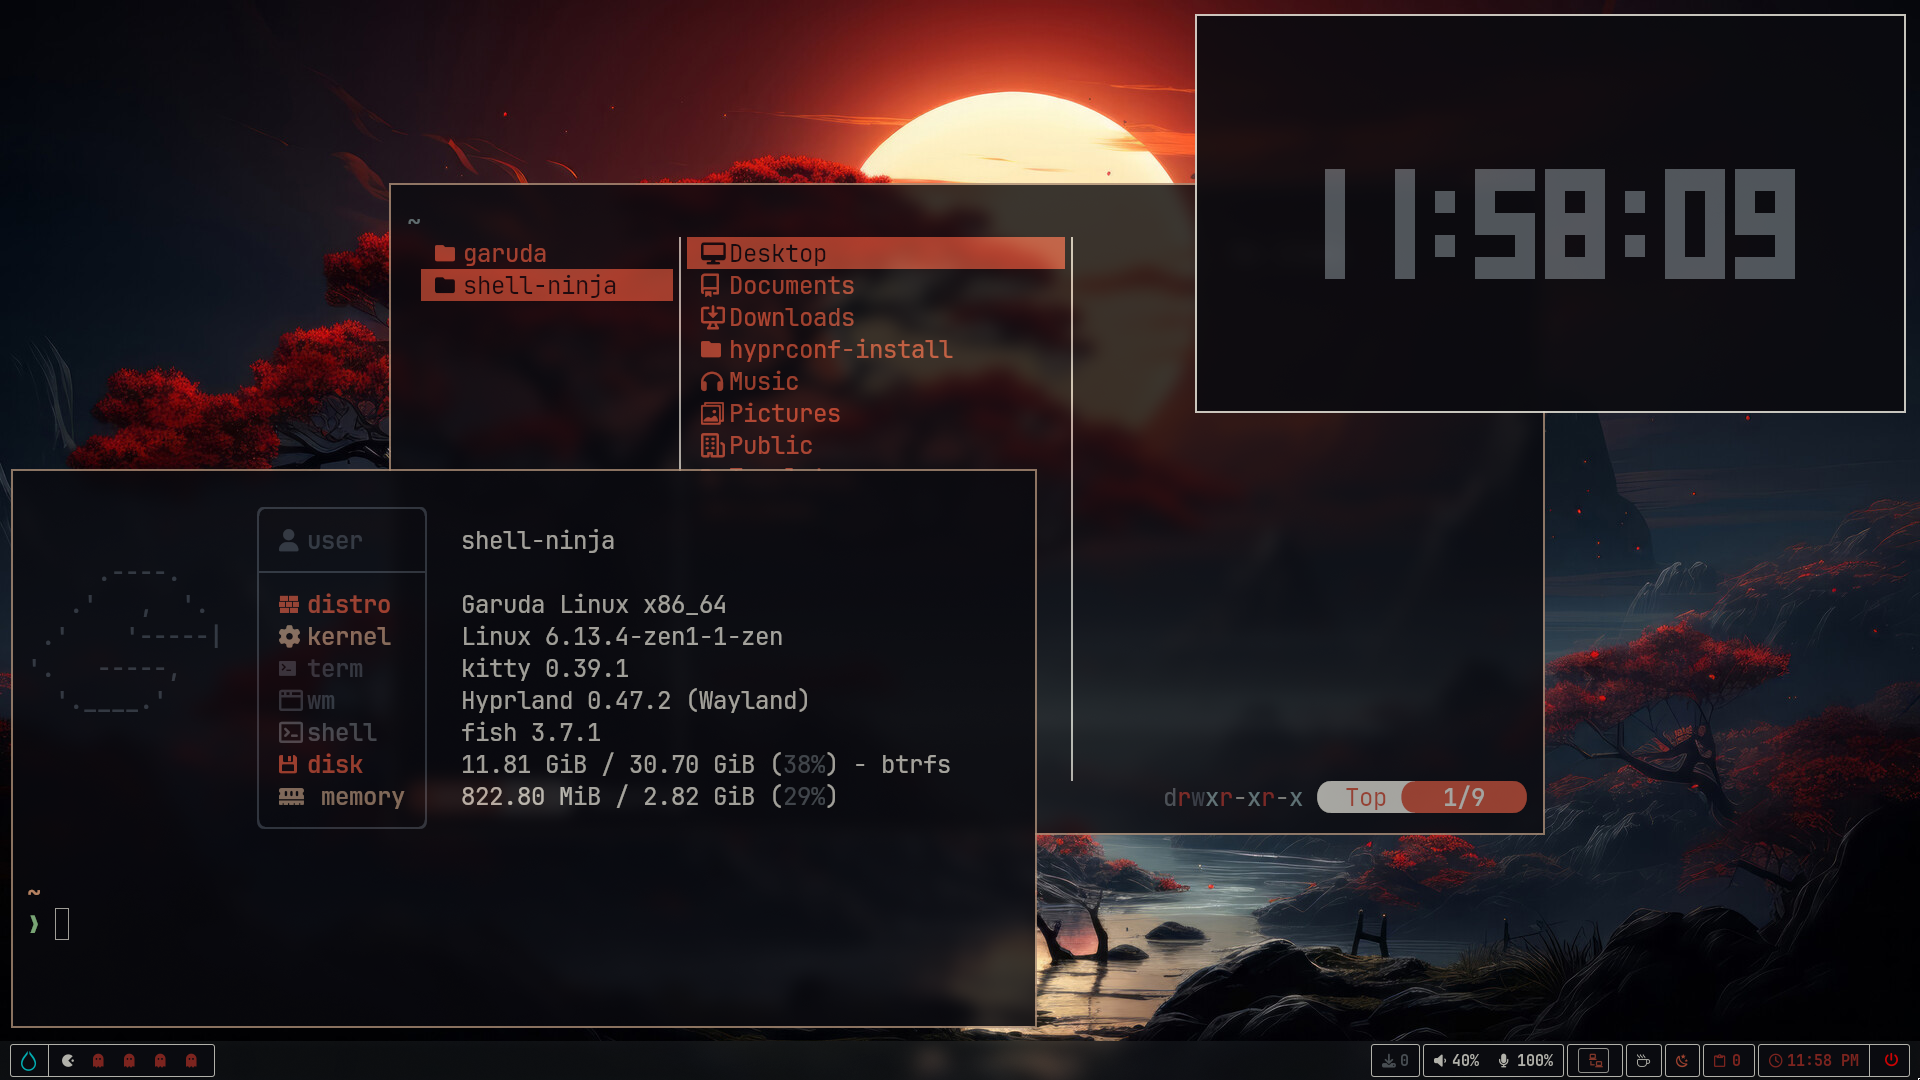 11:58:09
~
garuda
shell-ninja
Desktop
Documents
Downloads
hyprconf-install
Music
Pictures
Public
drwxr-xr-x Top 1/9
user shell-ninja
distro Garuda Linux x86_64
kernel Linux 6.13.4-zen1-1-zen
term kitty 0.39.1
wm Hyprland 0.47.2 (Wayland)
shell fish 3.7.1
disk 11.81 GiB / 30.70 GiB (38%) - btrfs
memory 822.80 MiB / 2.82 GiB (29%)
~
❯
0 40% 100% 0 11:58 PM